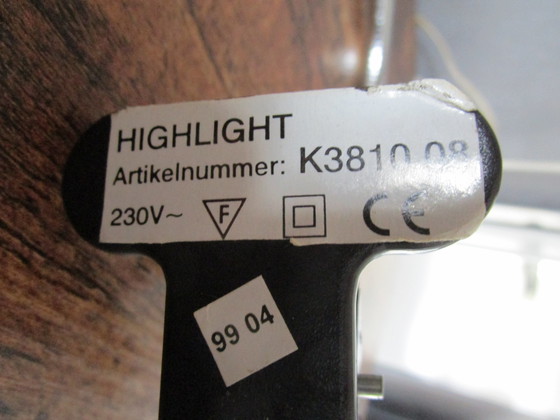 HIGHLIGHT
Artikelnummer: K3810 08
230V~ F CE
99 04